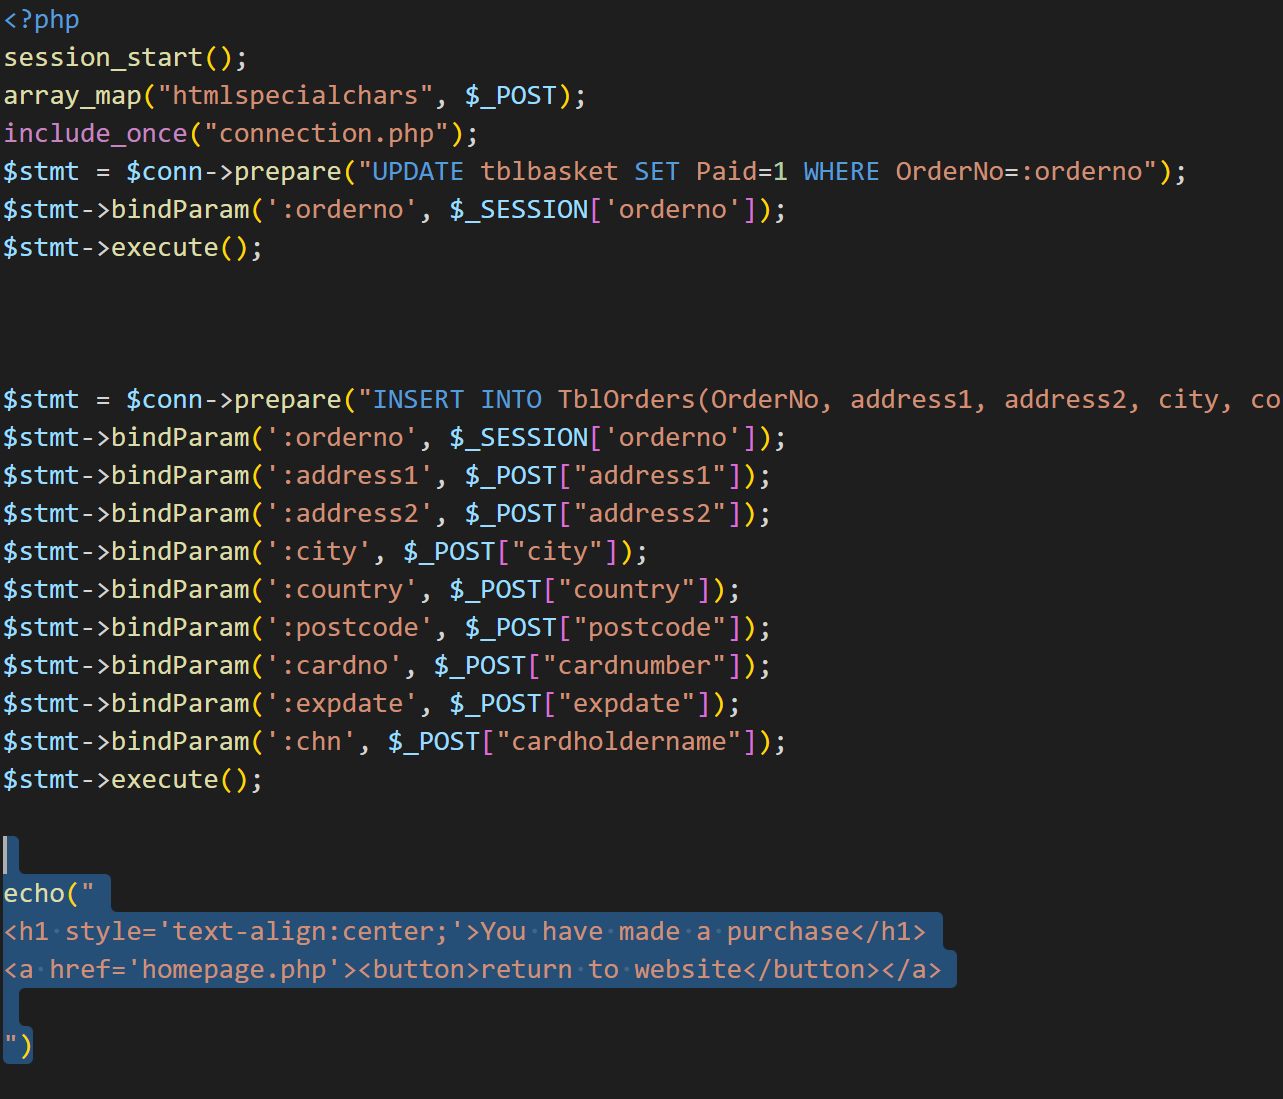 <?php
session_start();
array_map("htmlspecialchars", $_POST);
include_once("connection.php");
$stmt = $conn->prepare("UPDATE tblbasket SET Paid=1 WHERE OrderNo=:orderno");
$stmt->bindParam(':orderno', $_SESSION['orderno']);
$stmt->execute();
$stmt = $conn->prepare("INSERT INTO TblOrders(OrderNo, address1, address2, city, co
$stmt->bindParam(':orderno', $_SESSION['orderno']);
$stmt->bindParam(':address1', $_POST["address1"]);
$stmt->bindParam(':address2', $_POST["address2"]);
$stmt->bindParam(':city', $_POST["city"]);
$stmt->bindParam(':country', $_POST["country"]);
$stmt->bindParam(':postcode', $_POST["postcode"]);
$stmt->bindParam(':cardno', $_POST["cardnumber"]);
$stmt->bindParam(':expdate', $_POST["expdate"]);
$stmt->bindParam(':chn', $_POST["cardholdername"]);
$stmt->execute();
echo("
<h1 style='text-align:center;'>You have made a purchase</h1>
<a href='homepage.php'><button>return to website</button></a>
")